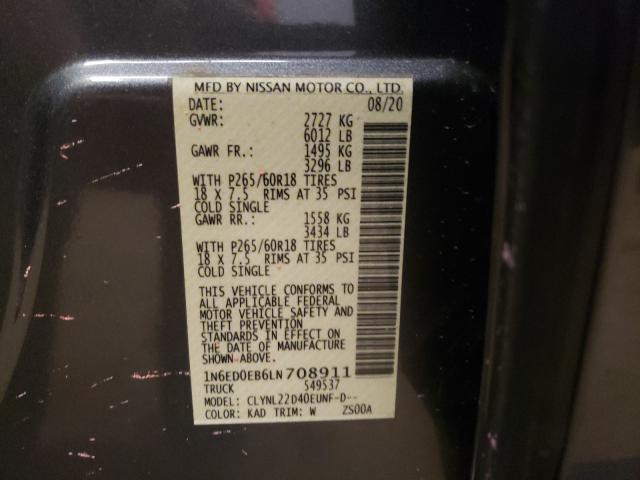 MFD BY NISSAN MOTOR CO., LTD.
DATE: 08/20
GVWR: 2727 KG
6012 LB
GAWR FR.: 1495 KG
3296 LB
WITH P265/60R18 TIRES
18 X 7.5 RIMS AT 35 PSI
COLD SINGLE
GAWR RR.: 1558 KG
3434 LB
WITH P265/60R18 TIRES
18 X 7.5 RIMS AT 35 PSI
COLD SINGLE
THIS VEHICLE CONFORMS TO
ALL APPLICABLE FEDERAL
MOTOR VEHICLE SAFETY AND
THEFT PREVENTION
STANDARDS IN EFFECT ON
THE DATE OF MANUFACTURE
SHOWN ABOVE.
1N6ED0EB6LN708911
TRUCK 549537
MODEL: CLYNL22D40EUNF-D--
COLOR: KAD TRIM: W ZS00A